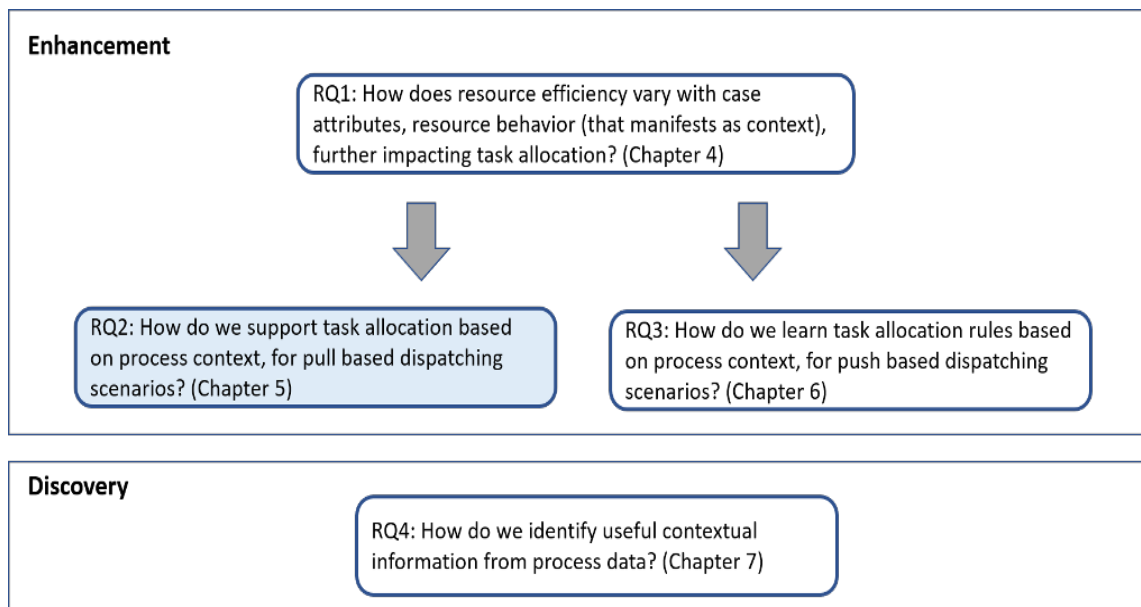 Enhancement
RQ1: How does resource efficiency vary with case
attributes, resource behavior (that manifests as context),
further impacting task allocation? (Chapter 4)
RQ2: How do we support task allocation based
on process context, for pull based dispatching
scenarios? (Chapter 5)
RQ3: How do we learn task allocation rules based
on process context, for push based dispatching
scenarios? (Chapter 6)
Discovery
RQ4: How do we identify useful contextual
information from process data? (Chapter 7)